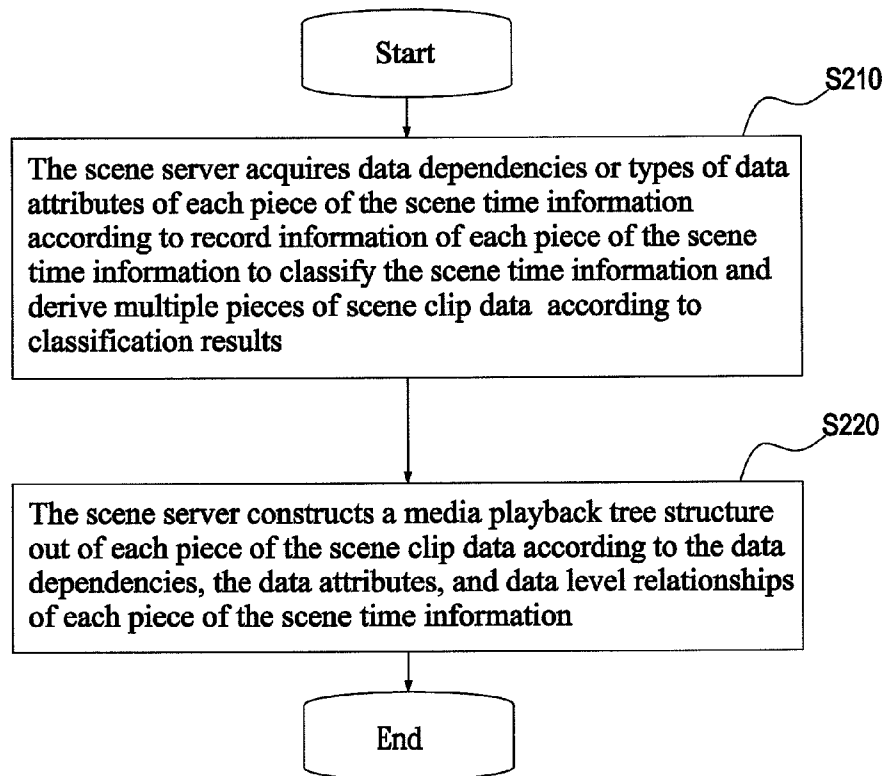 Start
S210
The scene server acquires data dependencies or types of data
attributes of each piece of the scene time information
according to record information of each piece of the scene
time information to classify the scene time information and
derive multiple pieces of scene clip data according to
classification results
S220
The scene server constructs a media playback tree structure
out of each piece of the scene clip data according to the data
dependencies, the data attributes, and data level relationships
of each piece of the scene time information
End